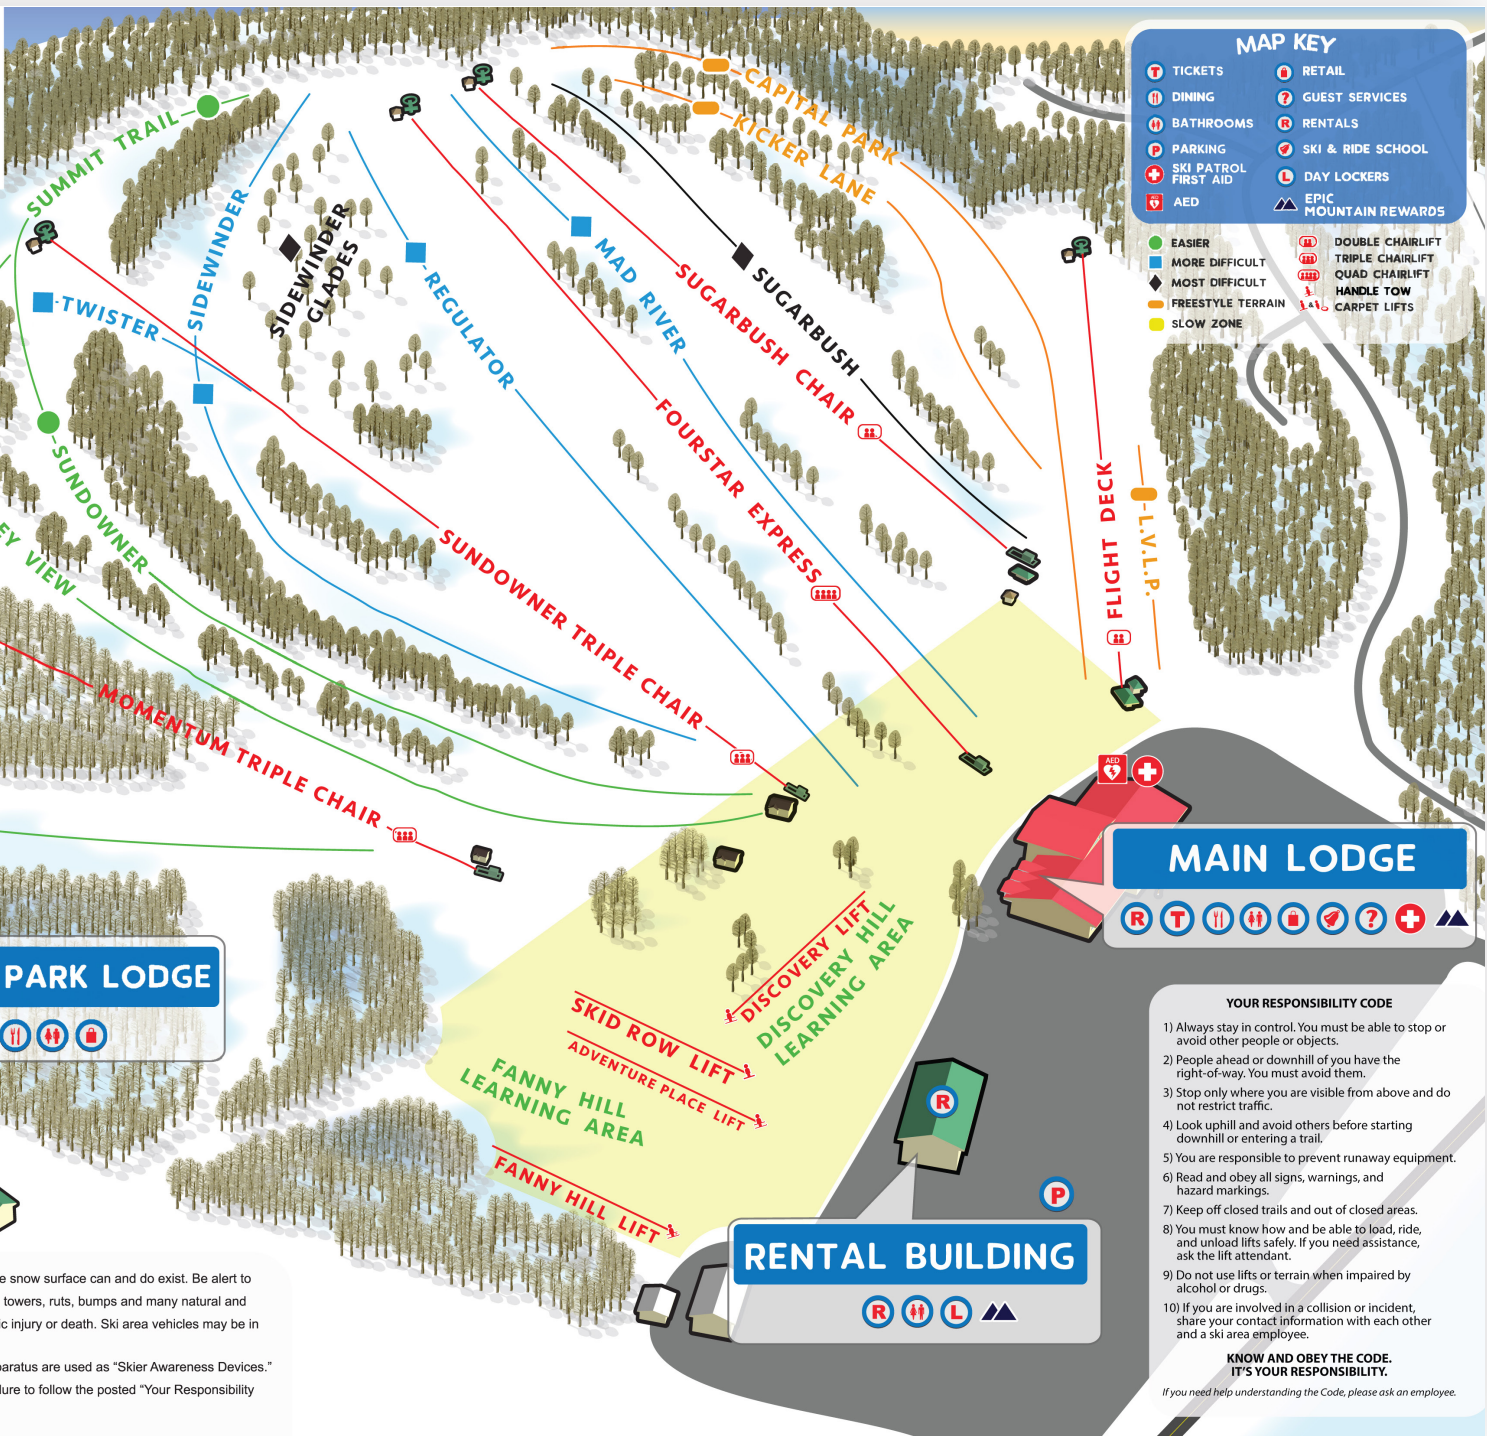 MAP KEY
TICKETS
DINING
BATHROOMS
PARKING
SKI PATROL
FIRST AID
AED
AED
RETAIL
GUEST SERVICES
RENTALS
SKI & RIDE SCHOOL
DAY LOCKERS
EPIC
MOUNTAIN REWARDS
T
P
?
R
L
EASIER
MORE DIFFICULT
MOST DIFFICULT
FREESTYLE TERRAIN
SLOW ZONE
DOUBLE CHAIRLIFT
TRIPLE CHAIRLIFT
QUAD CHAIRLIFT
HANDLE TOW
&
CARPET LIFTS
CAPITAL PARK
KICKER LANE
SUMMIT TRAIL
SIDEWINDER
SIDEWINDER
GLADES
TWISTER
REGULATOR
MAD RIVER
SUGARBUSH CHAIR
SUGARBUSH
FOURSTAR EXPRESS
FLIGHT DECK
L.V.L.P.
SUNDOWNER
EY VIEW
SUNDOWNER TRIPLE CHAIR
MOMENTUM TRIPLE CHAIR
AED
MAIN LODGE
R T ?
PARK LODGE
DISCOVERY LIFT
DISCOVERY HILL
LEARNING AREA
SKID ROW LIFT
ADVENTURE PLACE LIFT
FANNY HILL
LEARNING AREA
FANNY HILL LIFT
R
P
RENTAL BUILDING
R L
YOUR RESPONSIBILITY CODE
1) Always stay in control. You must be able to stop or
avoid other people or objects.
2) People ahead or downhill of you have the
right-of-way. You must avoid them.
3) Stop only where you are visible from above and do
not restrict traffic.
4) Look uphill and avoid others before starting
downhill or entering a trail.
5) You are responsible to prevent runaway equipment.
6) Read and obey all signs, warnings, and
hazard markings.
7) Keep off closed trails and out of closed areas.
8) You must know how and be able to load, ride,
and unload lifts safely. If you need assistance,
ask the lift attendant.
9) Do not use lifts or terrain when impaired by
alcohol or drugs.
10) If you are involved in a collision or incident,
share your contact information with each other
and a ski area employee.
KNOW AND OBEY THE CODE.
IT'S YOUR RESPONSIBILITY.
If you need help understanding the Code, please ask an employee.
e snow surface can and do exist. Be alert to
towers, ruts, bumps and many natural and
ic injury or death. Ski area vehicles may be in
paratus are used as “Skier Awareness Devices.”
lure to follow the posted “Your Responsibility